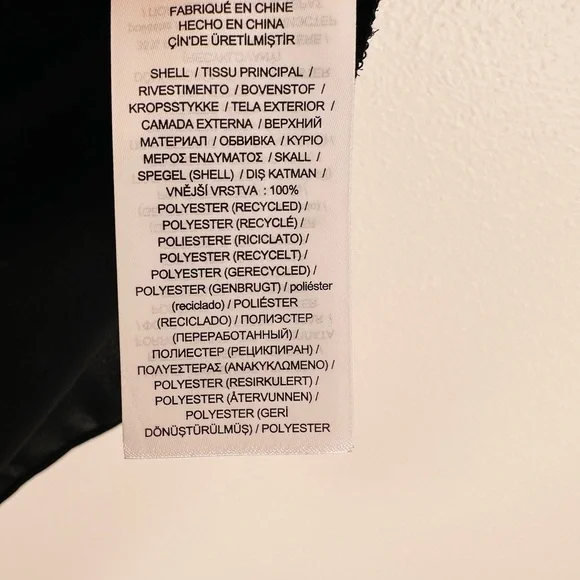 FABRIQUÉ EN CHINE
HECHO EN CHINA
ÇİN'DE ÜRETİLMİŞTİR
SHELL / TISSU PRINCIPAL /
RIVESTIMENTO / BOVENSTOF /
KROPSSTYKKE / TELA EXTERIOR /
CAMADA EXTERNA / ВЕРХНИЙ
МАТЕРИАЛ / ОБВИВКА / ΚΥΡΙΟ
ΜΕΡΟΣ ΕΝΔΥΜΑΤΟΣ / SKALL /
SPEGEL (SHELL) / DIŞ KATMAN /
VNĚJŠÍ VRSTVA : 100%
POLYESTER (RECYCLED) /
POLYESTER (RECYCLÉ) /
POLIESTERE (RICICLATO) /
POLYESTER (RECYCELT) /
POLYESTER (GERECYCLED) /
POLYESTER (GENBRUGT) / poliéster
(reciclado) / POLIÉSTER
(RECICLADO) / ПОЛИЭСТЕР
(ПЕРЕРАБОТАННЫЙ) /
ПОЛИЕСТЕР (РЕЦИКЛИРАН) /
ΠΟΛΥΕΣΤΕΡΑΣ (ΑΝΑΚΥΚΛΩΜΕΝΟ) /
POLYESTER (RESIRKULERT) /
POLYESTER (ÅTERVUNNEN) /
POLYESTER (GERİ
DÖNÜŞTÜRÜLMÜŞ) / POLYESTER